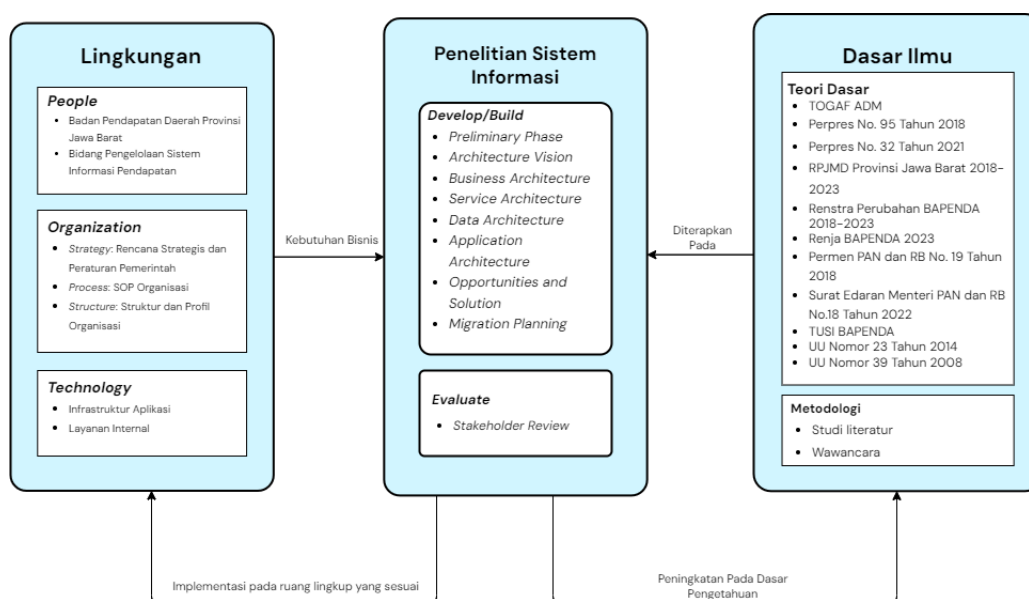 Lingkungan
People
Badan Pendapatan Daerah Provinsi
Jawa Barat
Bidang Pengelolaan Sistem
Informasi Pendapatan
Organization
Strategy: Rencana Strategis dan
Peraturan Pemerintah
Process: SOP Organisasi
Structure: Struktur dan Profil
Organisasi
Technology
Infrastruktur Aplikasi
Layanan Internal
Kebutuhan Bisnis
Penelitian Sistem
Informasi
Develop/Build
Preliminary Phase
Architecture Vision
Business Architecture
Service Architecture
Data Architecture
Application
Architecture
Opportunities and
Solution
Migration Planning
Evaluate
Stakeholder Review
Diterapkan
Pada
Dasar Ilmu
Teori Dasar
TOGAF ADM
Perpres No. 95 Tahun 2018
Perpres No. 32 Tahun 2021
RPJMD Provinsi Jawa Barat 2018-
2023
Renstra Perubahan BAPENDA
2018-2023
Renja BAPENDA 2023
Permen PAN dan RB No. 19 Tahun
2018
Surat Edaran Menteri PAN dan RB
No.18 Tahun 2022
TUSI BAPENDA
UU Nomor 23 Tahun 2014
UU Nomor 39 Tahun 2008
Metodologi
Studi literatur
Wawancara
Implementasi pada ruang lingkup yang sesuai
Peningkatan Pada Dasar
Pengetahuan